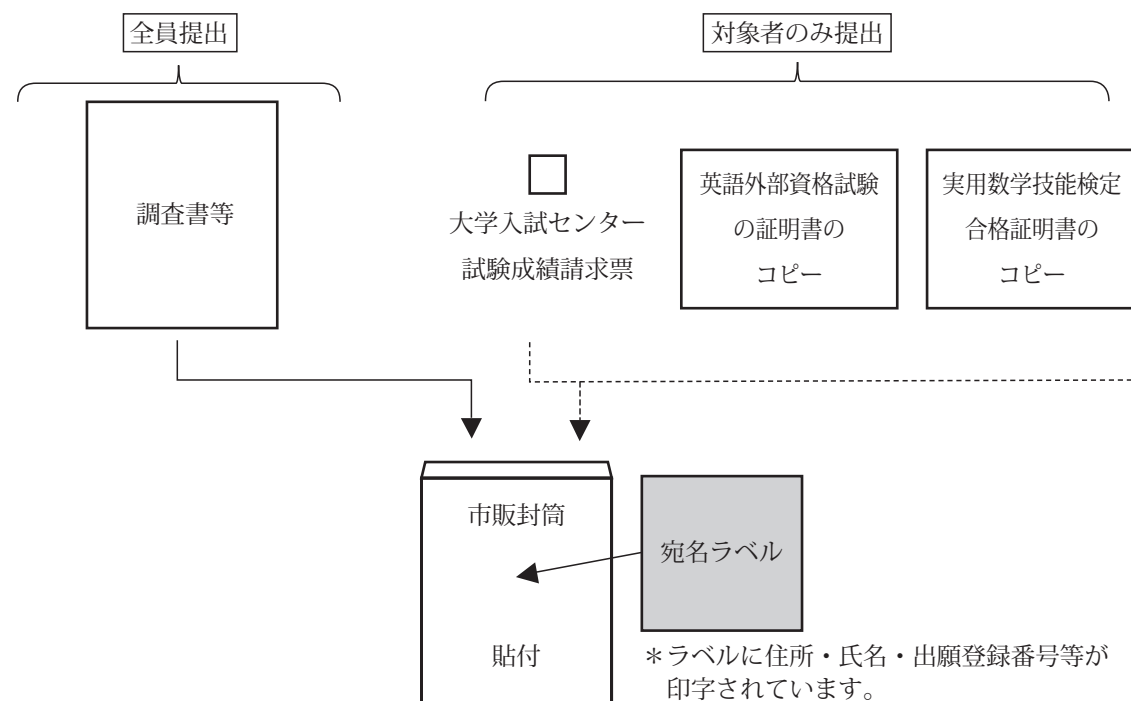 全員提出
対象者のみ提出
調査書等
大学入試センター
試験成績請求票
英語外部資格試験
の証明書の
コピー
実用数学技能検定
合格証明書の
コピー
市販封筒
貼付
宛名ラベル
＊ラベルに住所・氏名・出願登録番号等が
印字されています。